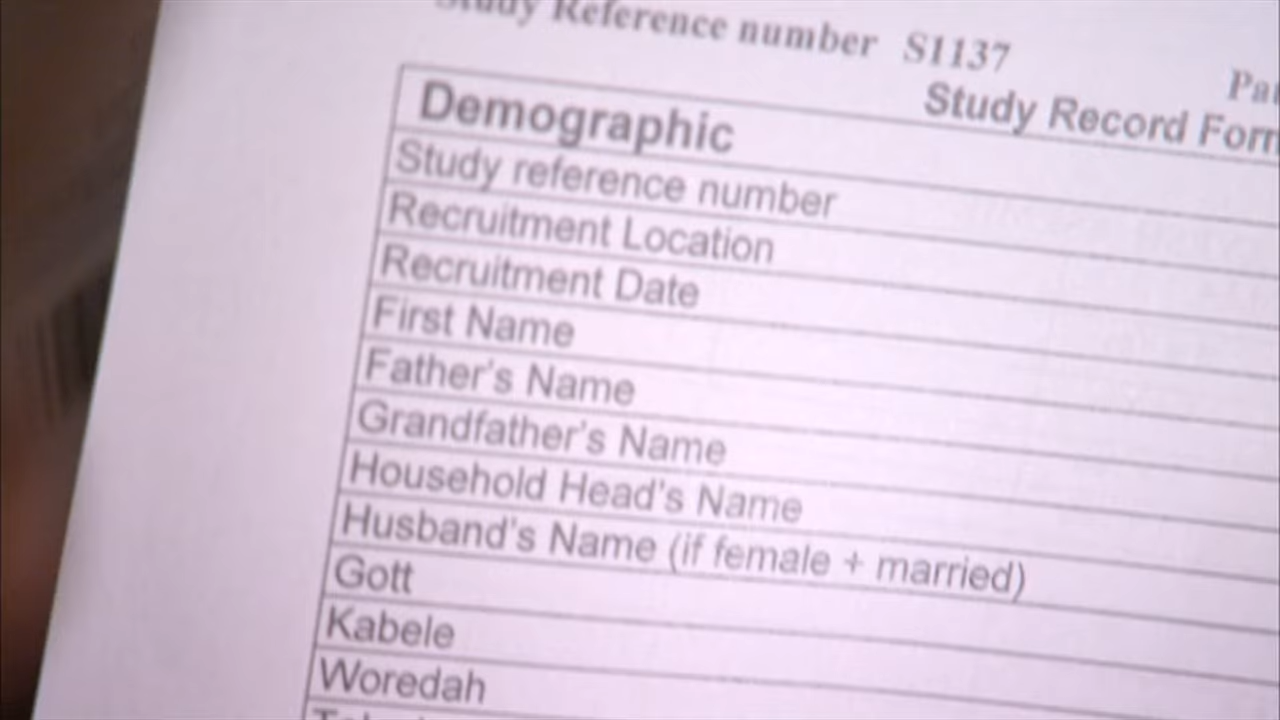 Study Reference number S1137
Study Record Form
Demographic
Study reference number
Recruitment Location
Recruitment Date
First Name
Father's Name
Grandfather's Name
Household Head's Name
Husband's Name (if female + married)
Gott
Kabele
Woredah